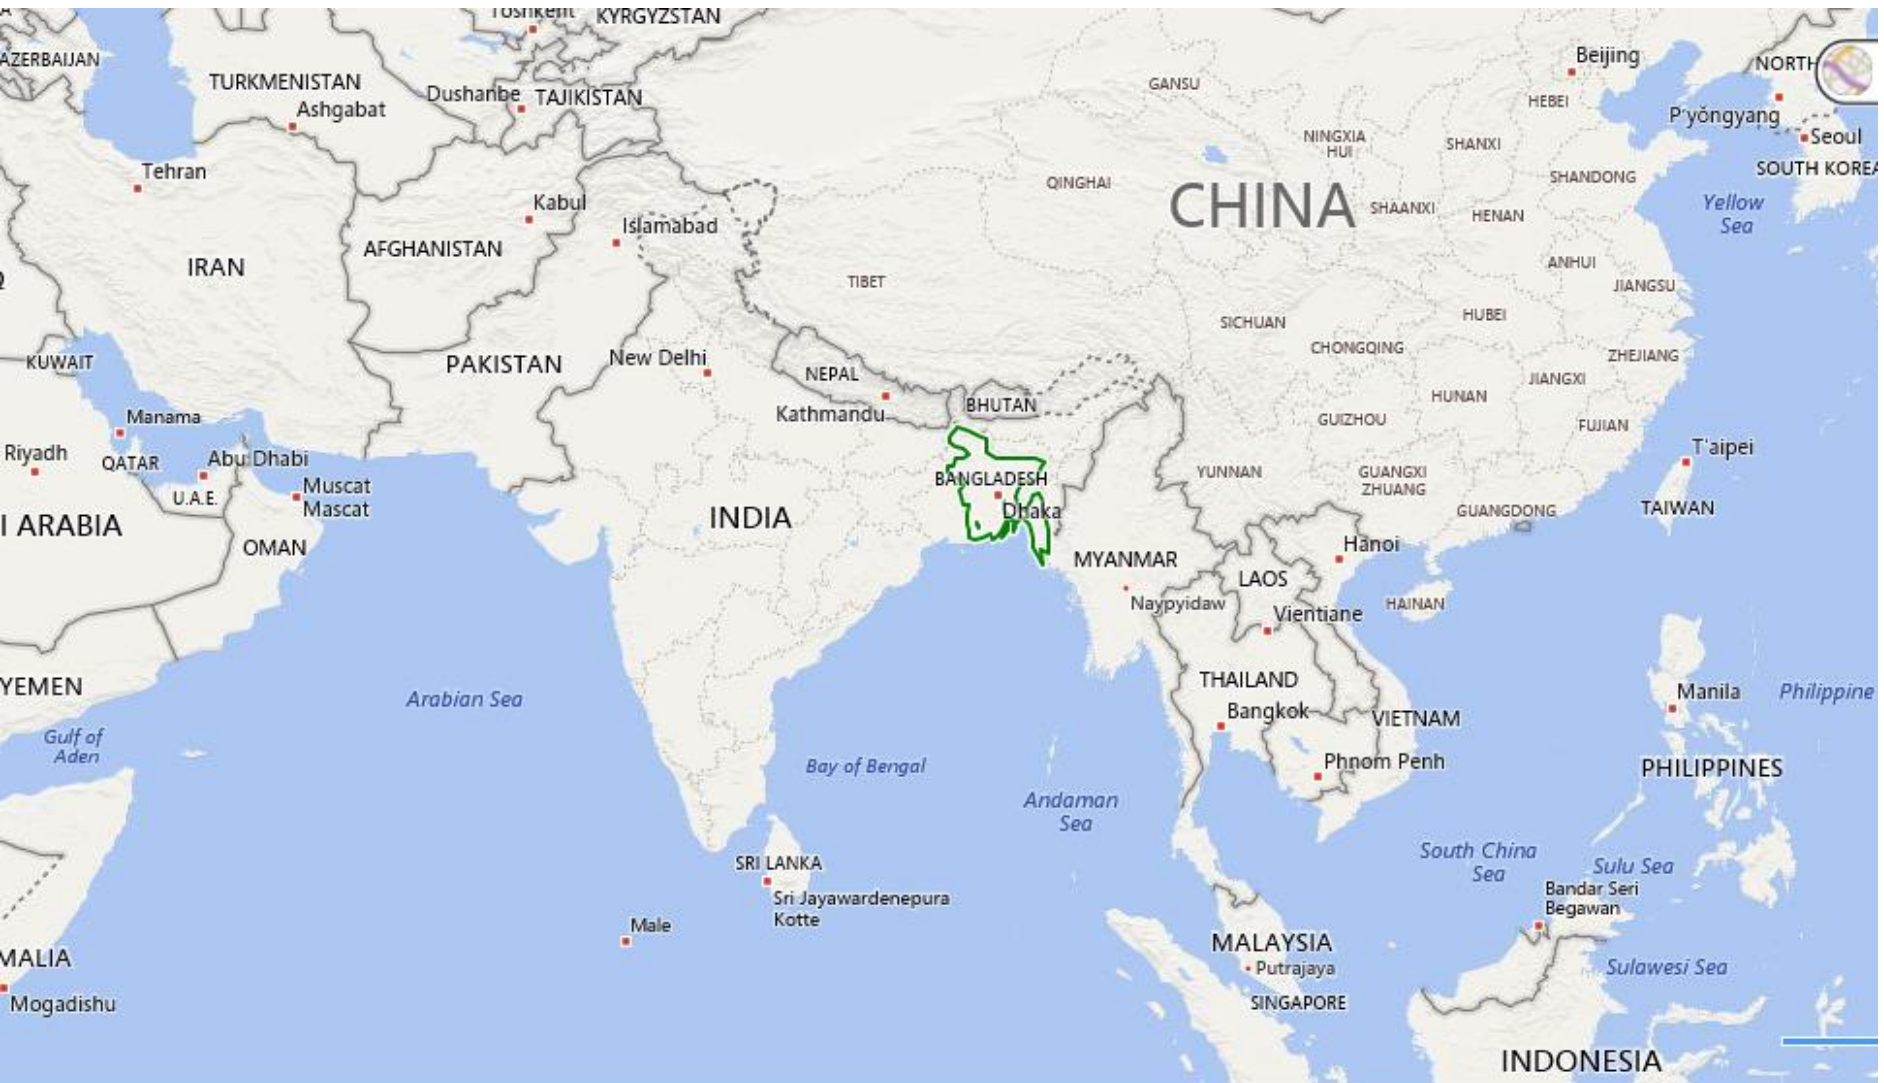 Toshkent
KYRGYZSTAN
AZERBAIJAN
TURKMENISTAN
Ashgabat
Dushanbe
TAJIKISTAN
GANSU
Beijing
NORTH
HEBEI
P'yŏngyang
Seoul
SOUTH KOREA
NINGXIA
HUI
SHANXI
Tehran
QINGHAI
SHANDONG
Kabul
CHINA
SHAANXI
HENAN
Yellow
Sea
Islamabad
AFGHANISTAN
IRAN
TIBET
ANHUI
JIANGSU
SICHUAN
HUBEI
KUWAIT
PAKISTAN
New Delhi
CHONGQING
ZHEJIANG
NEPAL
JIANGXI
Manama
Kathmandu
BHUTAN
HUNAN
GUIZHOU
FUJIAN
Riyadh
QATAR
Abu Dhabi
T'aipei
U.A.E.
Muscat
Mascat
BANGLADESH
YUNNAN
GUANGXI
ZHUANG
Dhaka
GUANGDONG
TAIWAN
I ARABIA
INDIA
OMAN
MYANMAR
Hanoi
LAOS
Naypyidaw
Vientiane
HAINAN
YEMEN
Arabian Sea
THAILAND
Manila
Philippine
Bangkok
VIETNAM
Gulf of
Aden
Bay of Bengal
Phnom Penh
PHILIPPINES
Andaman
Sea
SRI LANKA
South China
Sea
Sulu Sea
Sri Jayawardenepura
Kotte
Bandar Seri
Begawan
Male
MALIA
MALAYSIA
Putrajaya
Sulawesi Sea
Mogadishu
SINGAPORE
INDONESIA